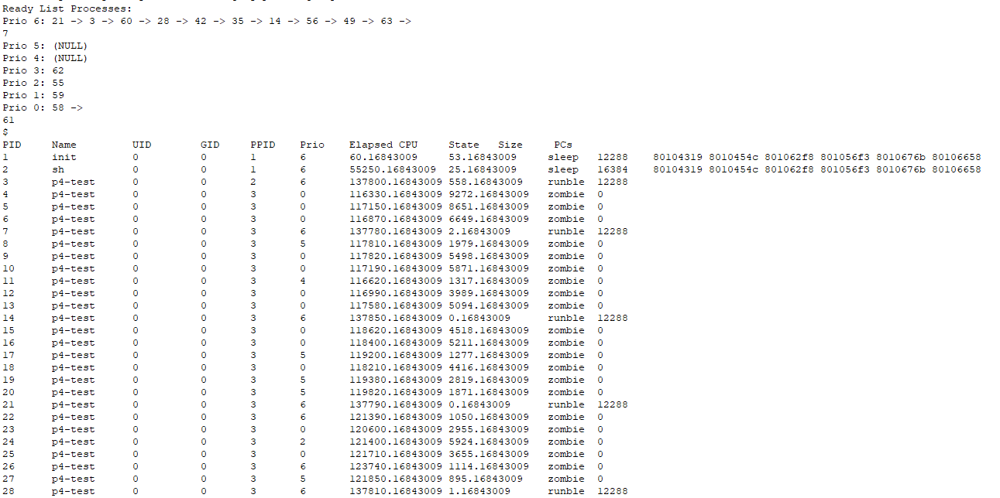 Ready List Processes:
Prio 6: 21 -> 3 -> 60 -> 28 -> 42 -> 35 -> 14 -> 56 -> 49 -> 63 ->
7
Prio 5: (NULL)
Prio 4: (NULL)
Prio 3: 62
Prio 2: 55
Prio 1: 59
Prio 0: 58 ->
61
$
PID Name UID GID PPID Prio Elapsed CPU State Size PCs
1 init 0 0 1 6 60.16843009 53.16843009 sleep 12288 80104319 8010454c 801062f8 801056f3 8010676b 80106658
2 sh 0 0 1 6 55250.16843009 25.16843009 sleep 16384 80104319 8010454c 801062f8 801056f3 8010676b 80106658
3 p4-test 0 0 2 6 137800.16843009 558.16843009 runble 12288
4 p4-test 0 0 3 0 116330.16843009 9272.16843009 zombie 0
5 p4-test 0 0 3 0 117150.16843009 8651.16843009 zombie 0
6 p4-test 0 0 3 0 116870.16843009 6649.16843009 zombie 0
7 p4-test 0 0 3 6 137780.16843009 2.16843009 runble 12288
8 p4-test 0 0 3 5 117810.16843009 1979.16843009 zombie 0
9 p4-test 0 0 3 0 117820.16843009 5498.16843009 zombie 0
10 p4-test 0 0 3 0 117190.16843009 5871.16843009 zombie 0
11 p4-test 0 0 3 4 116620.16843009 1317.16843009 zombie 0
12 p4-test 0 0 3 0 116990.16843009 3989.16843009 zombie 0
13 p4-test 0 0 3 0 117580.16843009 5094.16843009 zombie 0
14 p4-test 0 0 3 6 137850.16843009 0.16843009 runble 12288
15 p4-test 0 0 3 0 118620.16843009 4518.16843009 zombie 0
16 p4-test 0 0 3 0 118400.16843009 5211.16843009 zombie 0
17 p4-test 0 0 3 5 119200.16843009 1277.16843009 zombie 0
18 p4-test 0 0 3 0 118210.16843009 4416.16843009 zombie 0
19 p4-test 0 0 3 5 119380.16843009 2819.16843009 zombie 0
20 p4-test 0 0 3 5 119820.16843009 1871.16843009 zombie 0
21 p4-test 0 0 3 6 137790.16843009 0.16843009 runble 12288
22 p4-test 0 0 3 6 121390.16843009 1050.16843009 zombie 0
23 p4-test 0 0 3 0 120600.16843009 2955.16843009 zombie 0
24 p4-test 0 0 3 2 121400.16843009 5924.16843009 zombie 0
25 p4-test 0 0 3 0 121710.16843009 3655.16843009 zombie 0
26 p4-test 0 0 3 6 123740.16843009 1114.16843009 zombie 0
27 p4-test 0 0 3 5 121850.16843009 895.16843009 zombie 0
28 p4-test 0 0 3 6 137810.16843009 1.16843009 runble 12288